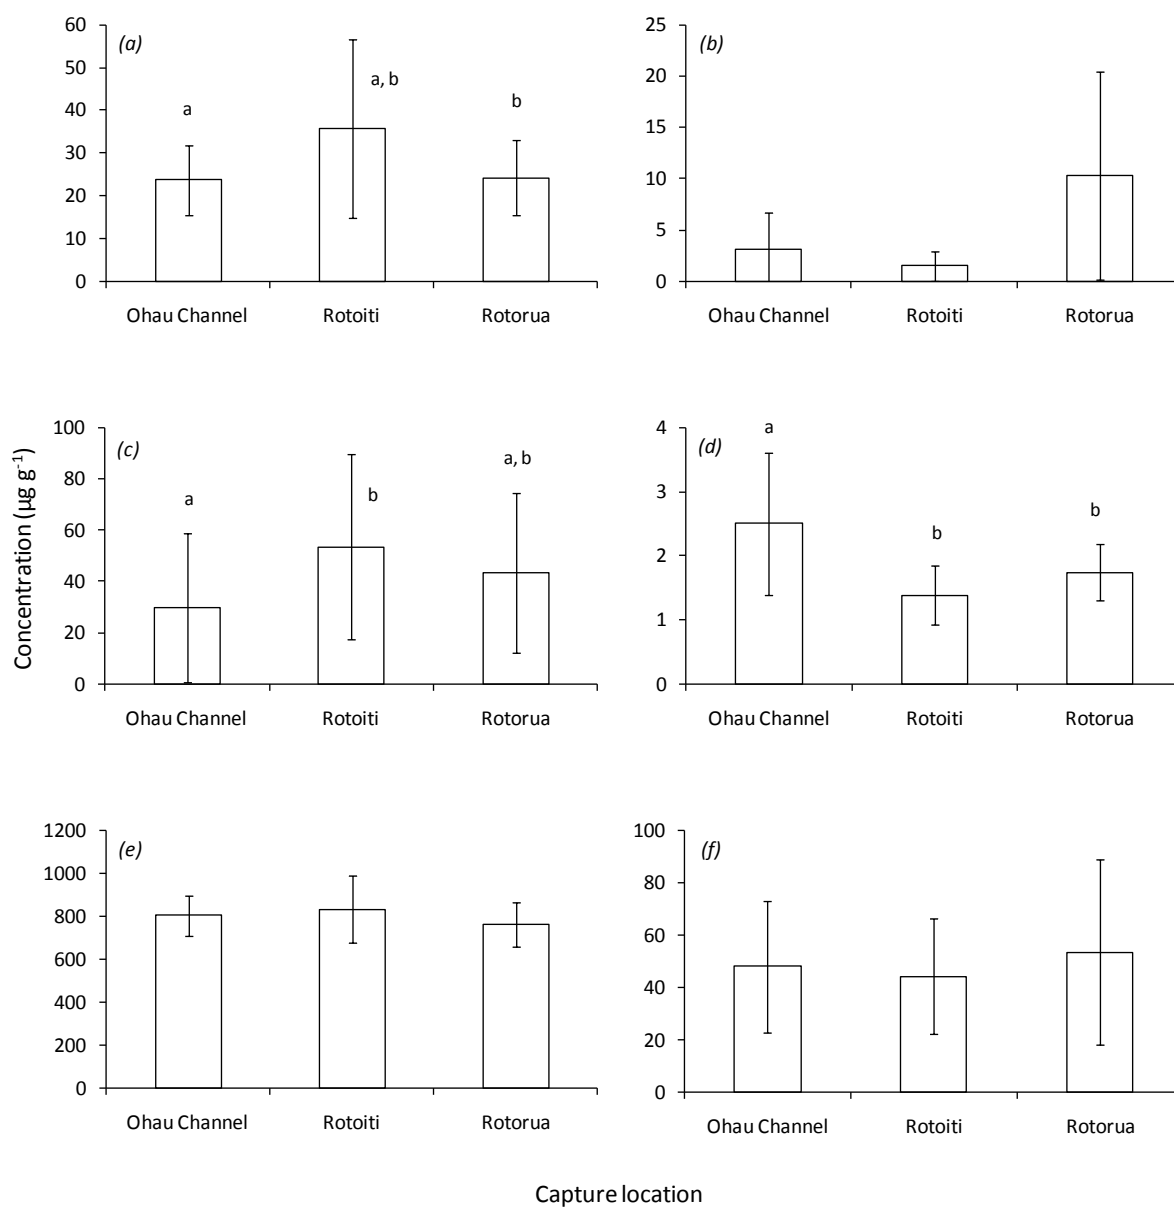 (a)
60
50
40
30
20
10
0
a
a, b
b
Ohau Channel Rotoiti Rotorua
(b)
25
20
15
10
5
0
Ohau Channel Rotoiti Rotorua
Concentration (µg g-1)
(c)
100
80
60
40
20
0
a
b
a, b
Ohau Channel Rotoiti Rotorua
(d)
4
3
2
1
0
a
b
b
Ohau Channel Rotoiti Rotorua
(e)
1200
1000
800
600
400
200
0
Ohau Channel Rotoiti Rotorua
(f)
100
80
60
40
20
0
Ohau Channel Rotoiti Rotorua
Capture location